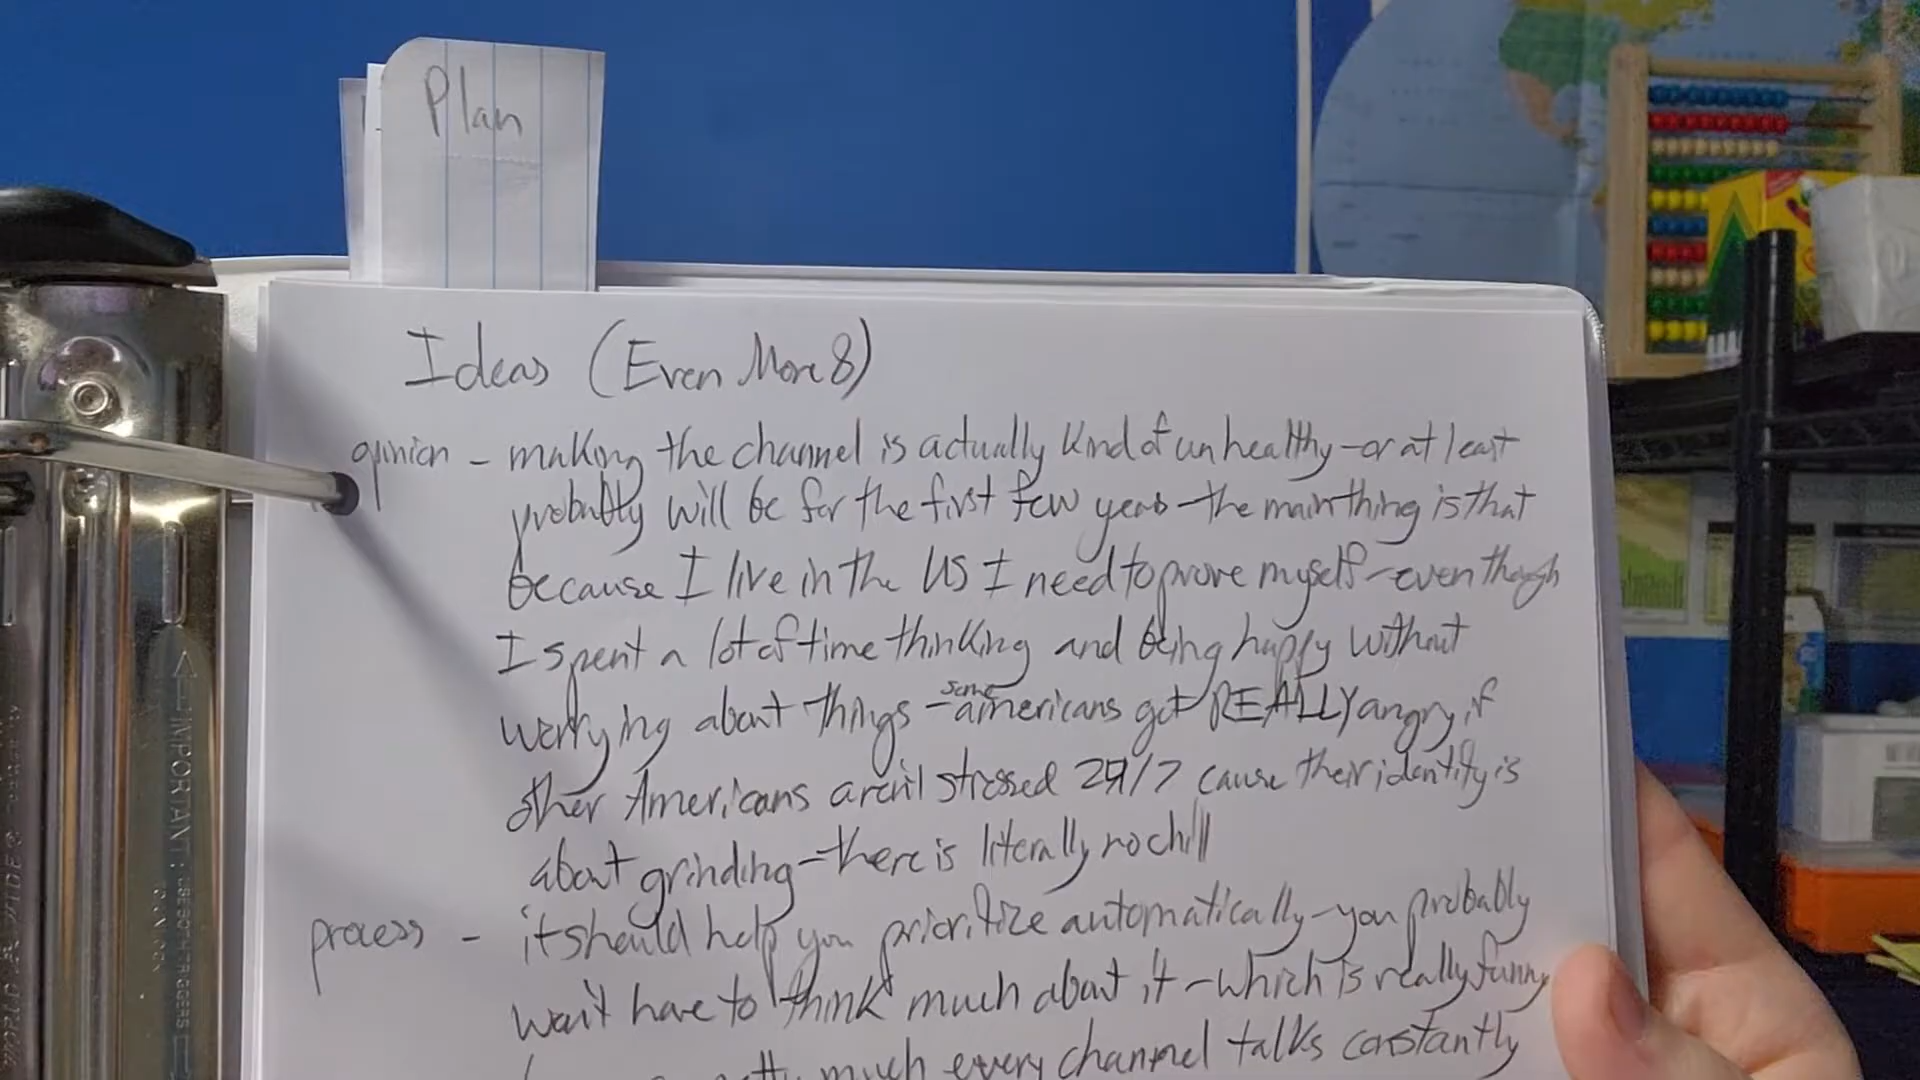 Plan
Ideas (Even More 8)
opinion - making the channel is actually kind of unhealthy - or at least
probably will be for the first few years - the main thing is that
because I live in the US I need to prove myself - even though
I spent a lot of time thinking and being happy without
worrying about things - some americans get REALLY angry if
other Americans aren't stressed 24/7 cause their identity is
about grinding - there is literally no chill
process - it should help you prioritize automatically - you probably
won't have to think much about it - which is really funny
much every channel talks constantly
IMPORTANT: